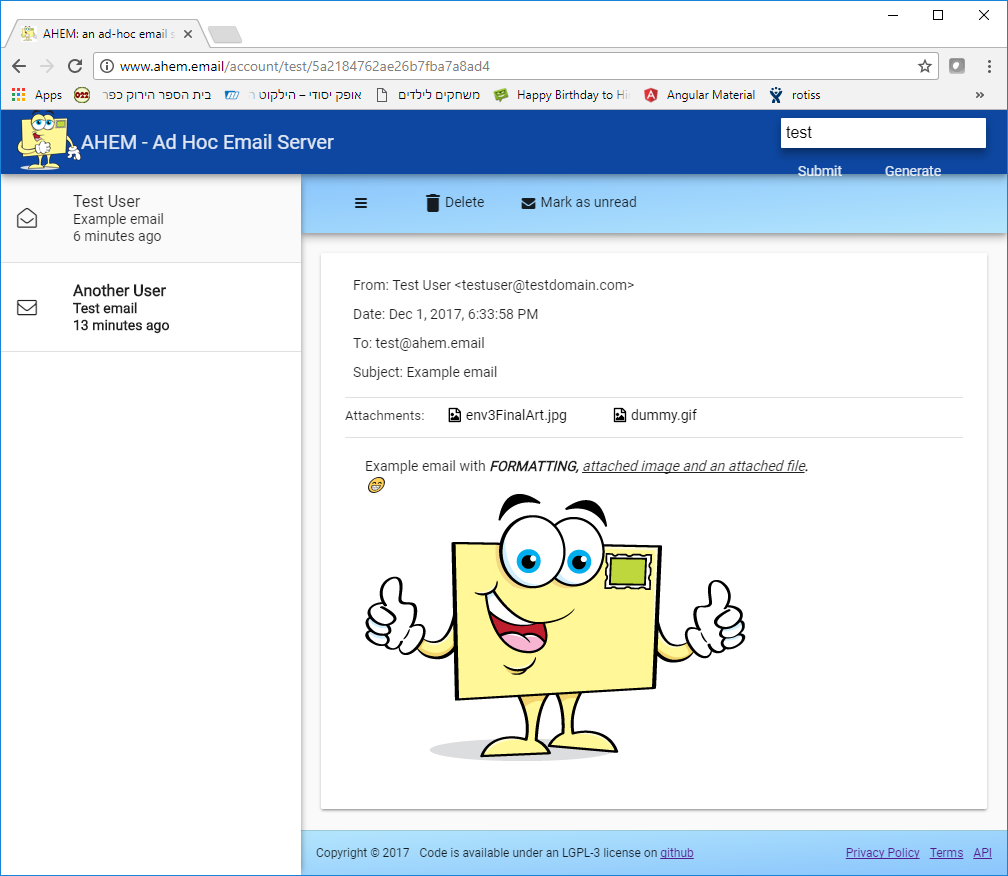 AHEM: an ad-hoc email s
www.ahem.email/account/test/5a2184762ae26b7fba7a8ad4
Apps
022
בית הספר הירוק כפר
אופק יסודי – הילקוט ר
משחקים לילדים
Happy Birthday to Hi
Angular Material
rotiss
»
AHEM - Ad Hoc Email Server
test
Submit Generate
Test User
Example email
6 minutes ago
Another User
Test email
13 minutes ago
Delete Mark as unread
From: Test User <testuser@testdomain.com>
Date: Dec 1, 2017, 6:33:58 PM
To: test@ahem.email
Subject: Example email
Attachments: env3FinalArt.jpg dummy.gif
Example email with FORMATTING, attached image and an attached file.
Copyright © 2017 Code is available under an LGPL-3 license on github
Privacy Policy Terms API